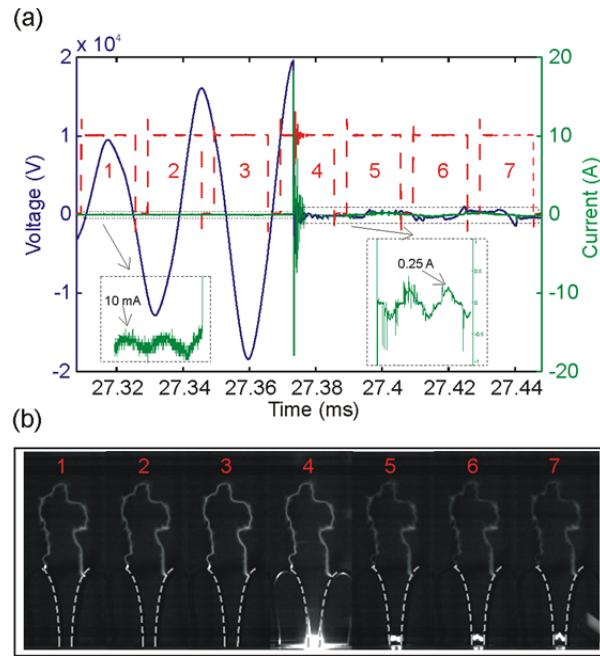 (a)
2 x 10⁴
1
0
-1
-2
Voltage (V)
20
10
0
-10
-20
Current (A)
1 2 3 4 5 6 7
10 mA
0.25 A
27.32 27.34 27.36 27.38 27.4 27.42 27.44
Time (ms)
(b)
1 2 3 4 5 6 7